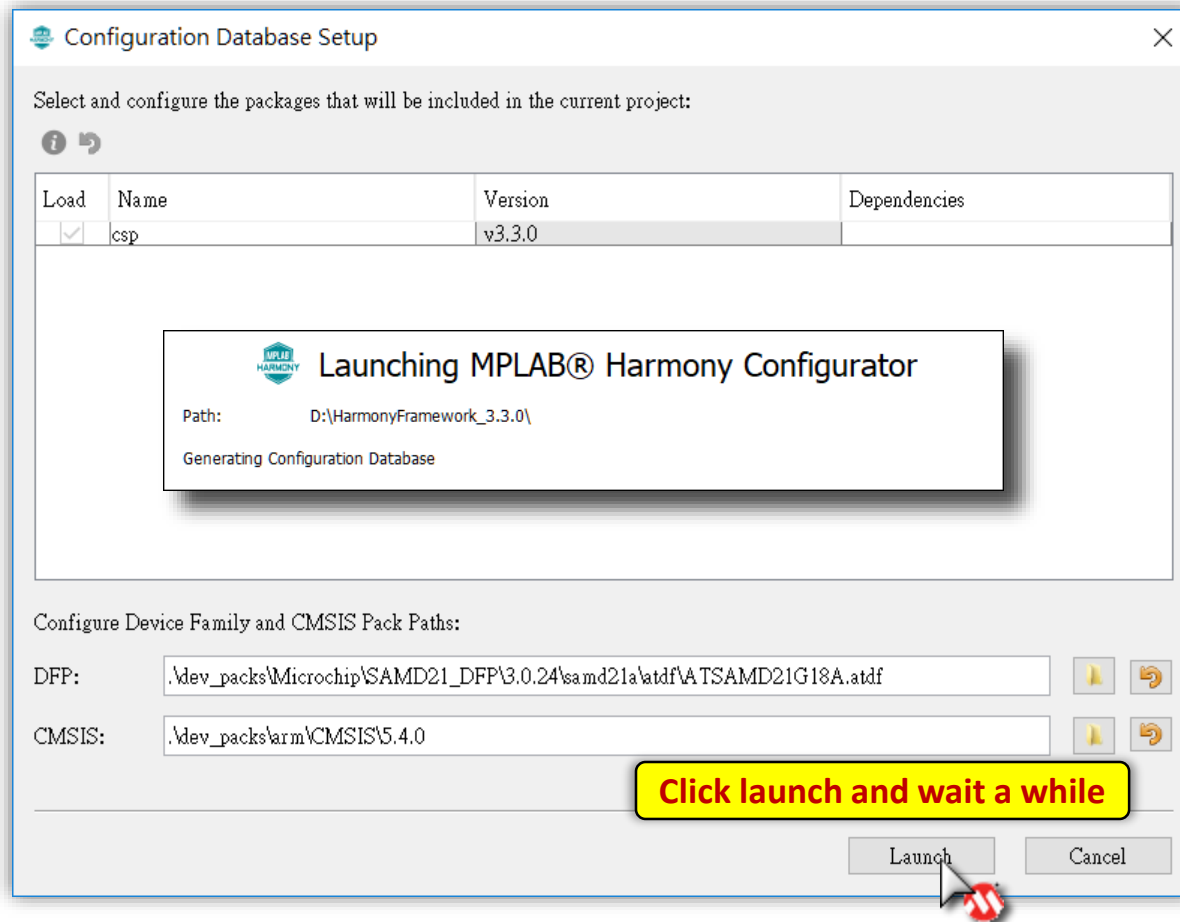 Configuration Database Setup
Select and configure the packages that will be included in the current project:
Load Name Version Dependencies
csp v3.3.0
MPLAB
HARMONY
Launching MPLAB® Harmony Configurator
Path: D:\HarmonyFramework_3.3.0\
Generating Configuration Database
Configure Device Family and CMSIS Pack Paths:
DFP: .\dev_packs\Microchip\SAMD21_DFP\3.0.24\samd21a\atdf\ATSAMD21G18A.atdf
CMSIS: .\dev_packs\arm\CMSIS\5.4.0
Click launch and wait a while
Launch Cancel